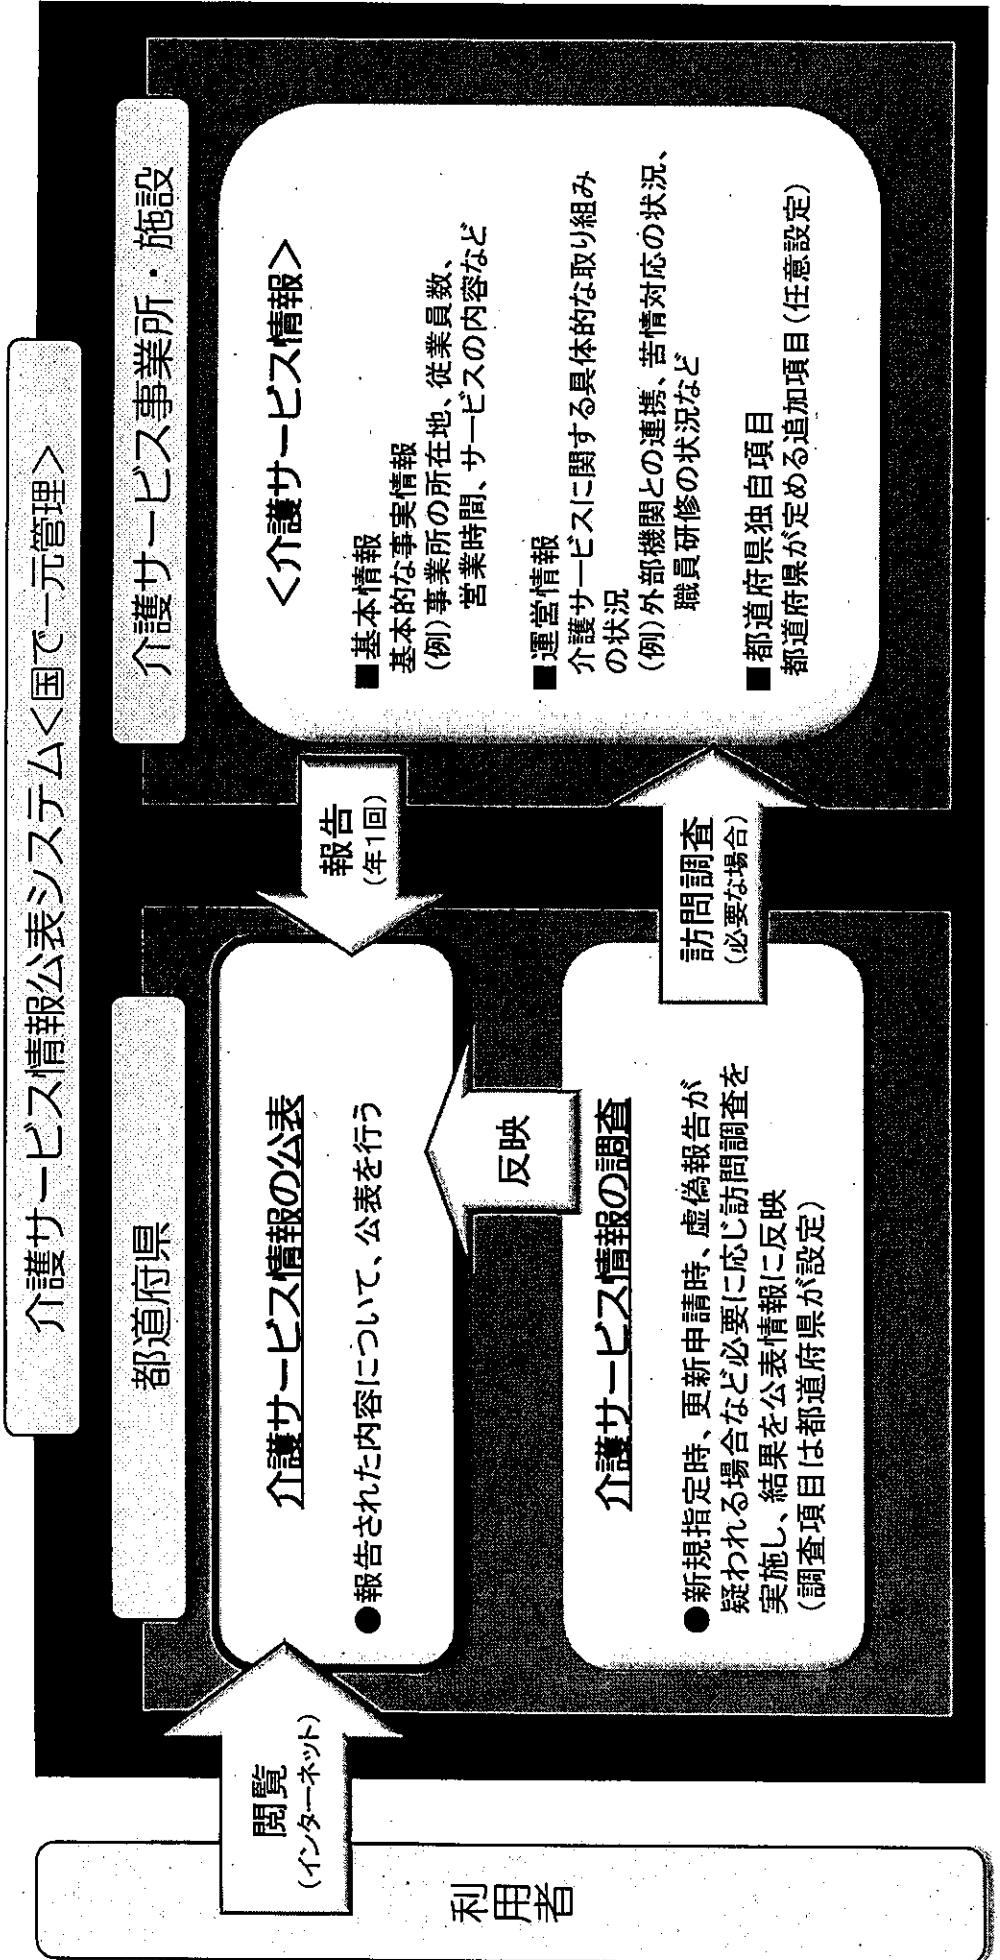 介護サービス情報公表システム＜国で一元管理＞
利用者
閲覧
(インターネット)
都道府県
介護サービス情報の公表
●報告された内容について、公表を行う
反映
介護サービス情報の調査
●新規指定時、更新申請時、虚偽報告が
疑われる場合など必要に応じ訪問調査を
実施し、結果を公表情報に反映
(調査項目は都道府県が設定)
報告
(年1回)
訪問調査
(必要な場合)
介護サービス事業所・施設
＜介護サービス情報＞
■基本情報
基本的な事実情報
(例)事業所の所在地、従業員数、
営業時間、サービスの内容など
■運営情報
介護サービスに関する具体的な取り組み
の状況
(例)外部機関との連携、苦情対応の状況、
職員研修の状況など
■都道府県独自項目
都道府県が定める追加項目(任意設定)